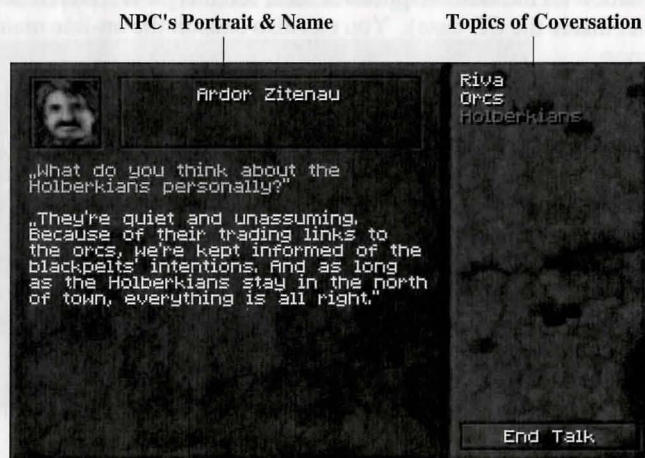 NPC's Portrait & Name
Topics of Coversation
Ardor Zitenau
Riva
Orcs
Holberkians
„What do you think about the
Holberkians personally?"
„They're quiet and unassuming.
Because of their trading links to
the orcs, we're kept informed of the
blackpelts' intentions. And as long
as the Holberkians stay in the north
of town, everything is all right."
End Talk